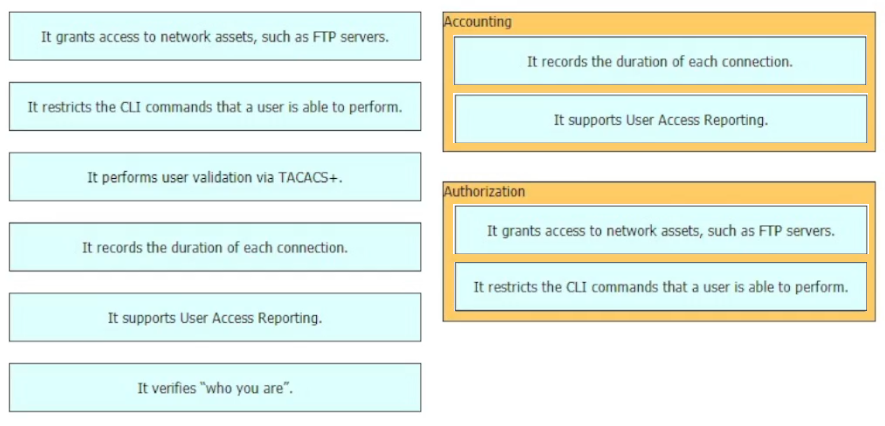 It grants access to network assets, such as FTP servers.
It restricts the CLI commands that a user is able to perform.
It performs user validation via TACACS+.
It records the duration of each connection.
It supports User Access Reporting.
It verifies “who you are”.
Accounting
It records the duration of each connection.
It supports User Access Reporting.
Authorization
It grants access to network assets, such as FTP servers.
It restricts the CLI commands that a user is able to perform.